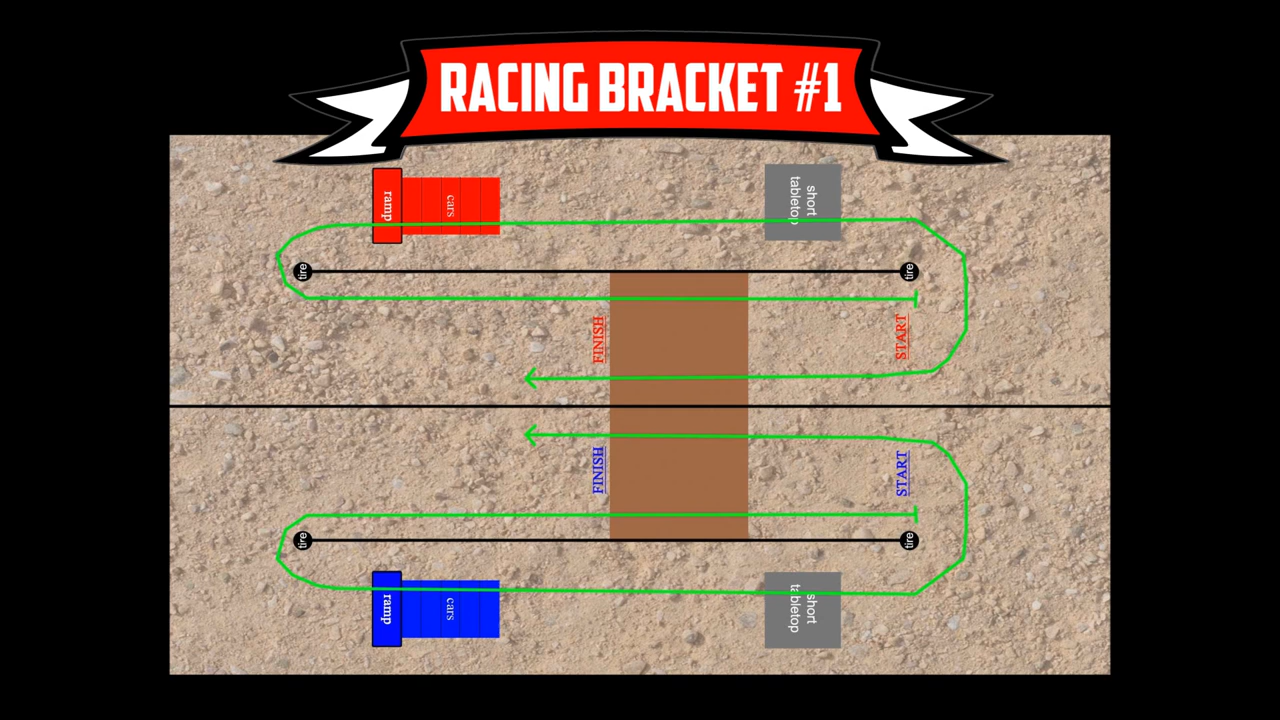 RACING BRACKET #1
ramp
cars
short
tabletop
tire
tire
FINISH
START
FINISH
START
tire
tire
ramp
cars
short
tabletop